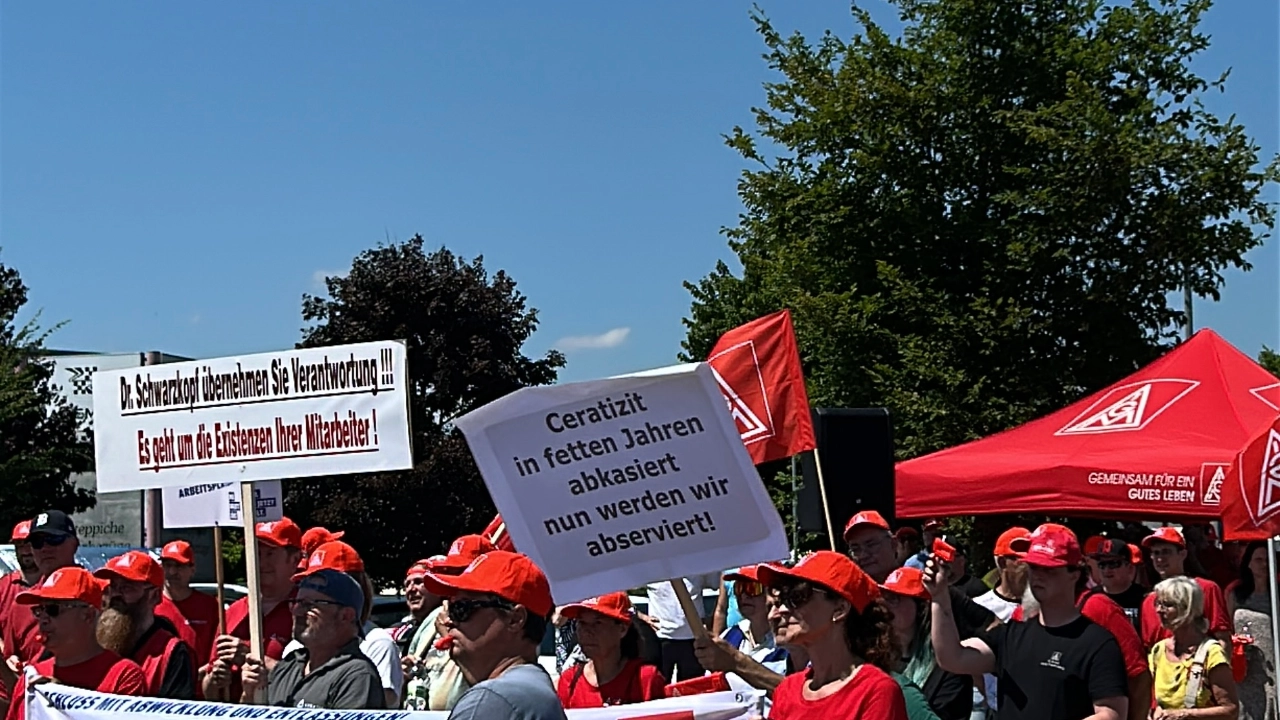 Dr. Schwarzkopf übernehmen Sie Verantwortung !!!
Es geht um die Existenzen Ihrer Mitarbeiter !
Ceratizit
in fetten Jahren
abkasiert
nun werden wir
abserviert!
GEMEINSAM FÜR EIN
GUTES LEBEN
SCHLUSS MIT ABWICKLUNG UND ENTLASSUNGEN!